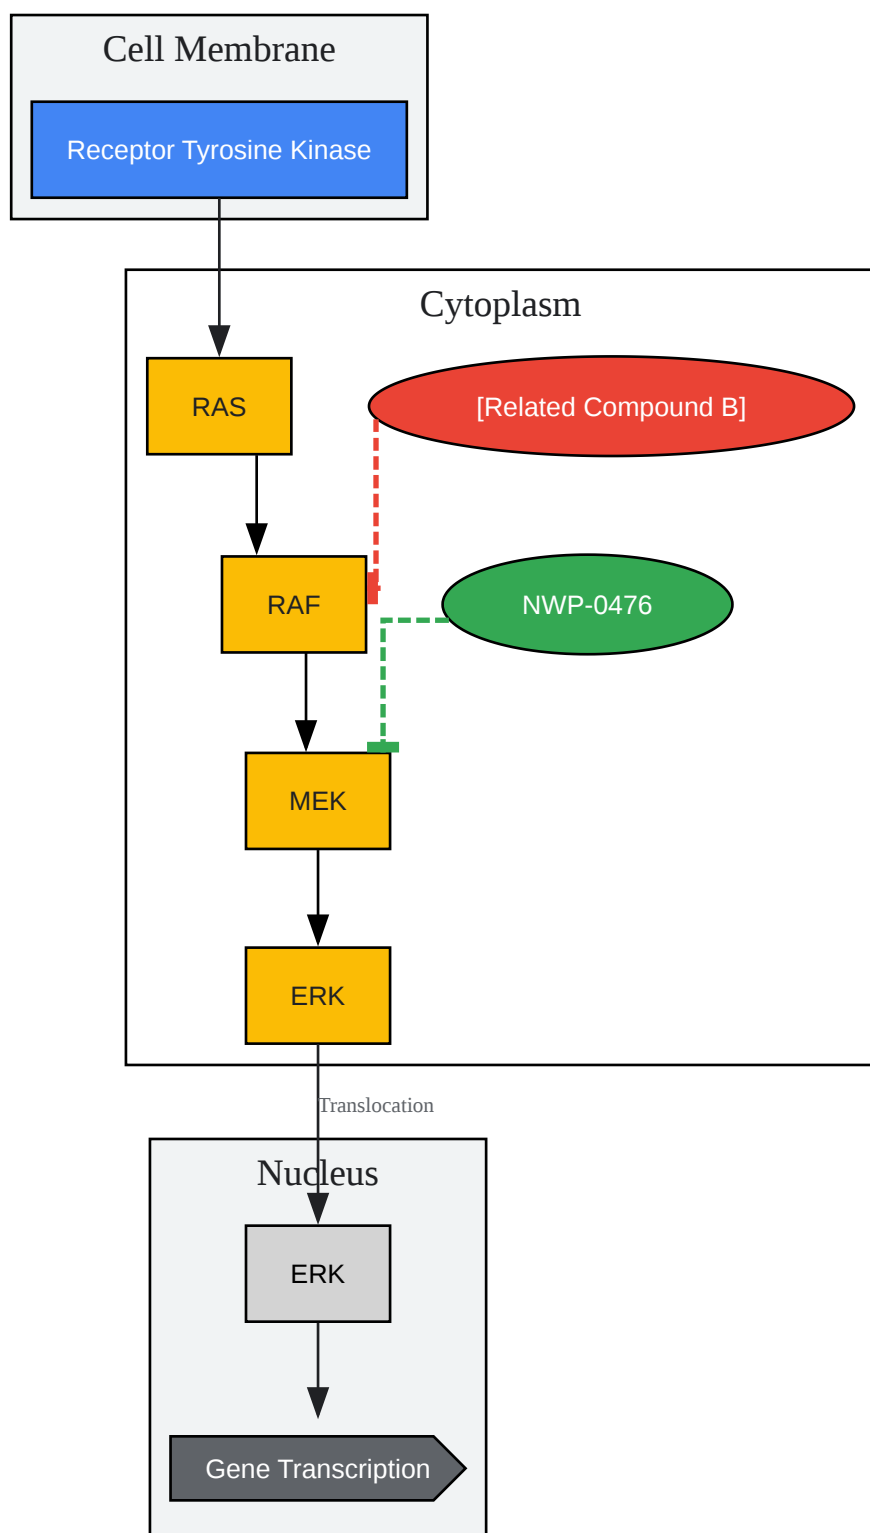 Cell Membrane
Receptor Tyrosine Kinase
Cytoplasm
RAS
[Related Compound B]
RAF
NWP-0476
MEK
ERK
Translocation
Nucleus
ERK
Gene Transcription